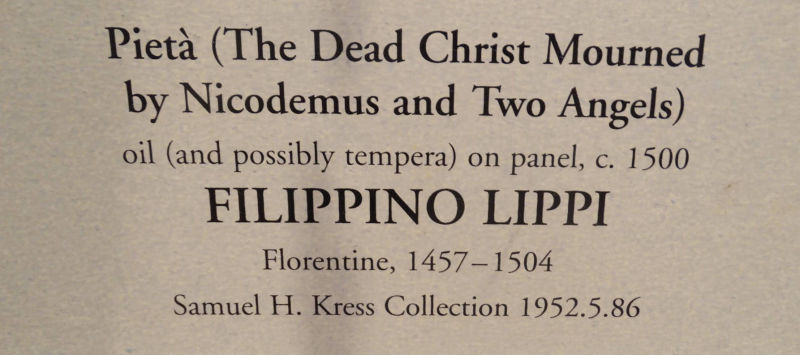 Pietà (The Dead Christ Mourned
by Nicodemus and Two Angels)
oil (and possibly tempera) on panel, c. 1500
FILIPPINO LIPPI
Florentine, 1457–1504
Samuel H. Kress Collection 1952.5.86